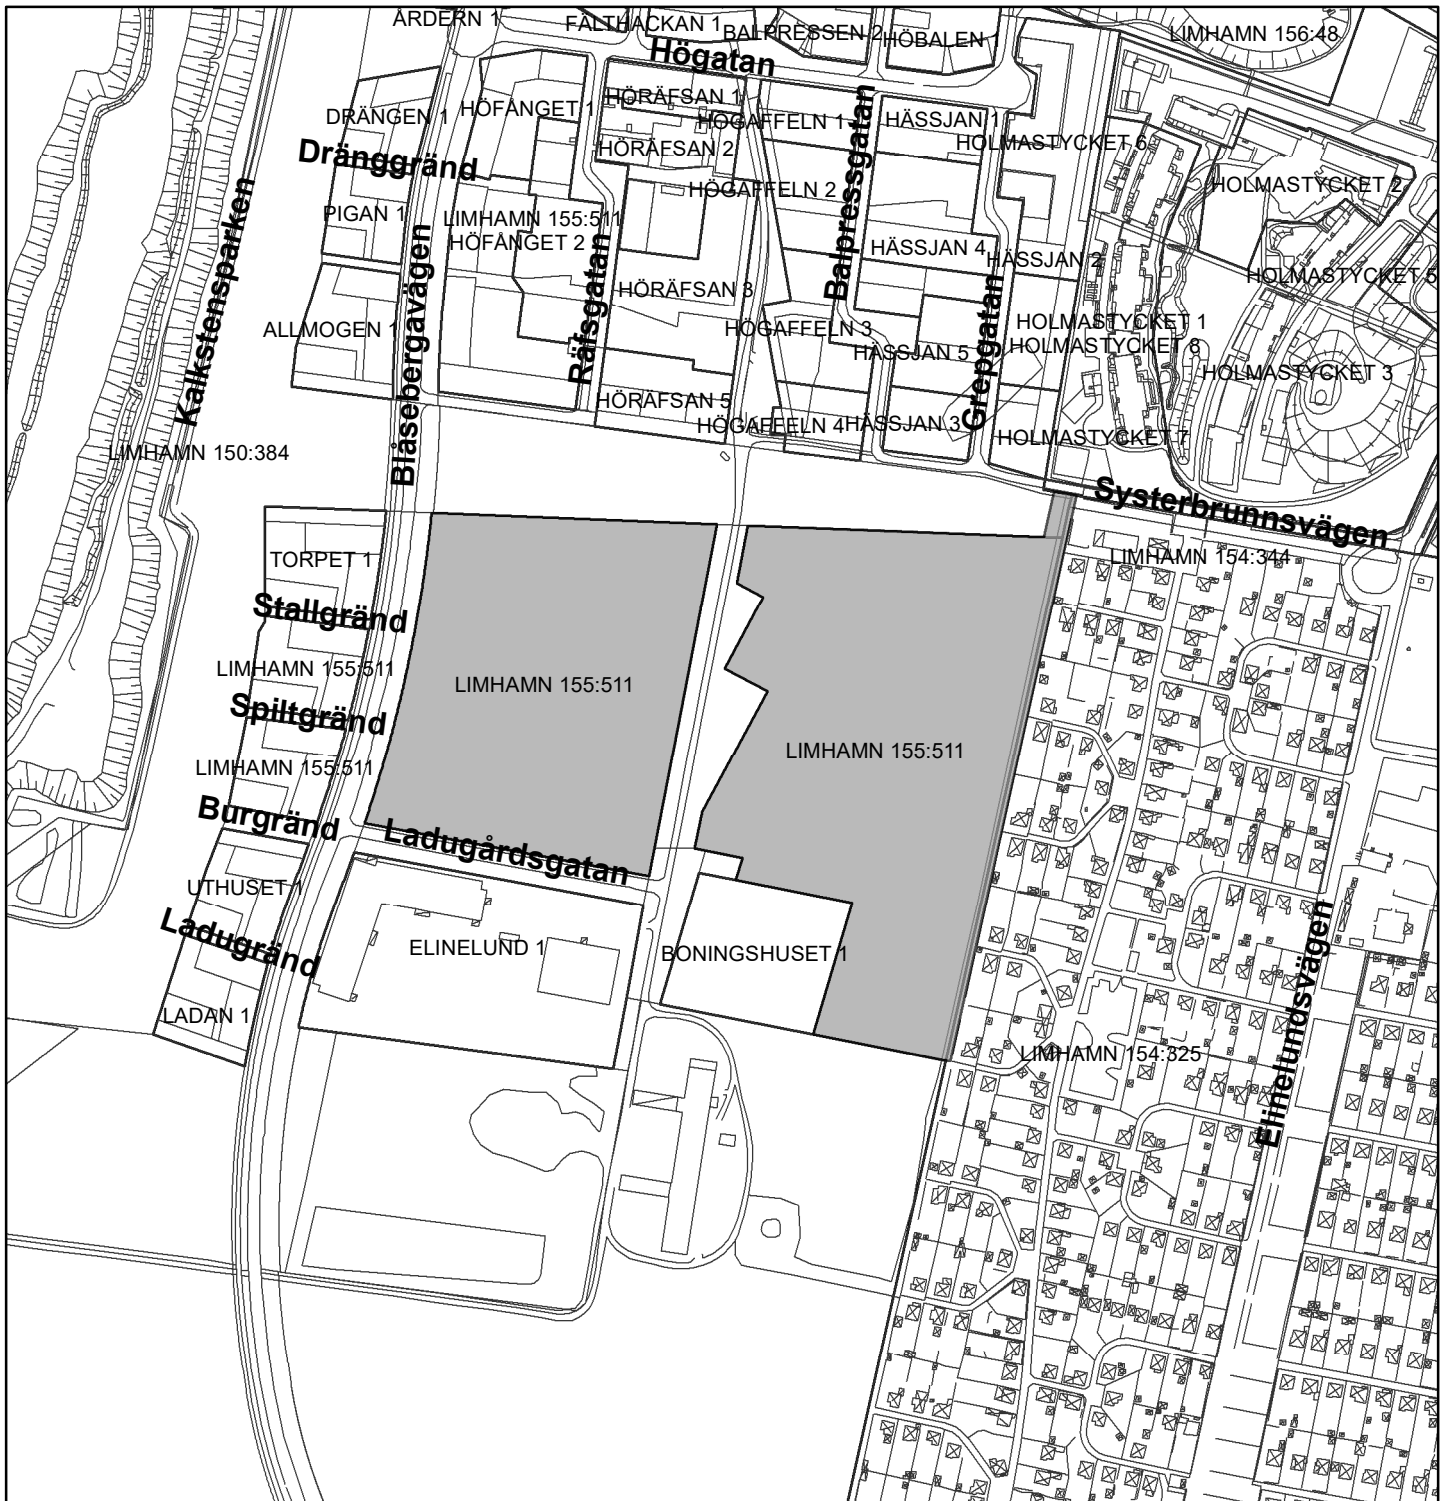 ÅRDERN 1
FÄLTHACKAN 1
BALPRESSEN 2
HÖBALEN 1
LIMHAMN 156:48
Högatan
DRÄNGEN 1
HÖFÅNGET 1
HÖRÄFSAN 1
HÖGAFFELN 1
HÄSSJAN 1
HOLMASTYCKET 6
Dränggränd
HÖRÄFSAN 2
HÖGAFFELN 2
Balpressgatan
HOLMASTYCKET 2
PIGAN 1
LIMHAMN 155:511
HÖFÅNGET 2
HÄSSJAN 4
HÄSSJAN 2
HOLMASTYCKET 5
Kalkstensparken
Blåsebergavägen
Räfsgatan
HÖRÄFSAN 3
Grepgatan
ALLMOGEN 1
HÖGAFFELN 3
HÄSSJAN 5
HOLMASTYCKET 1
HOLMASTYCKET 8
HOLMASTYCKET 3
HÖRÄFSAN 5
HÖGAFFELN 4
HÄSSJAN 3
HOLMASTYCKET 7
LIMHAMN 150:384
Systerbrunnsvägen
TORPET 1
LIMHAMN 154:344
Stallgränd
LIMHAMN 155:511
LIMHAMN 155:511
Spiltgränd
LIMHAMN 155:511
LIMHAMN 155:511
Burgränd
Ladugårdsgatan
UTHUSET 1
Ladugränd
ELINELUND 1
BONINGSHUSET 1
Elinelundsvägen
LADAN 1
LIMHAMN 154:325